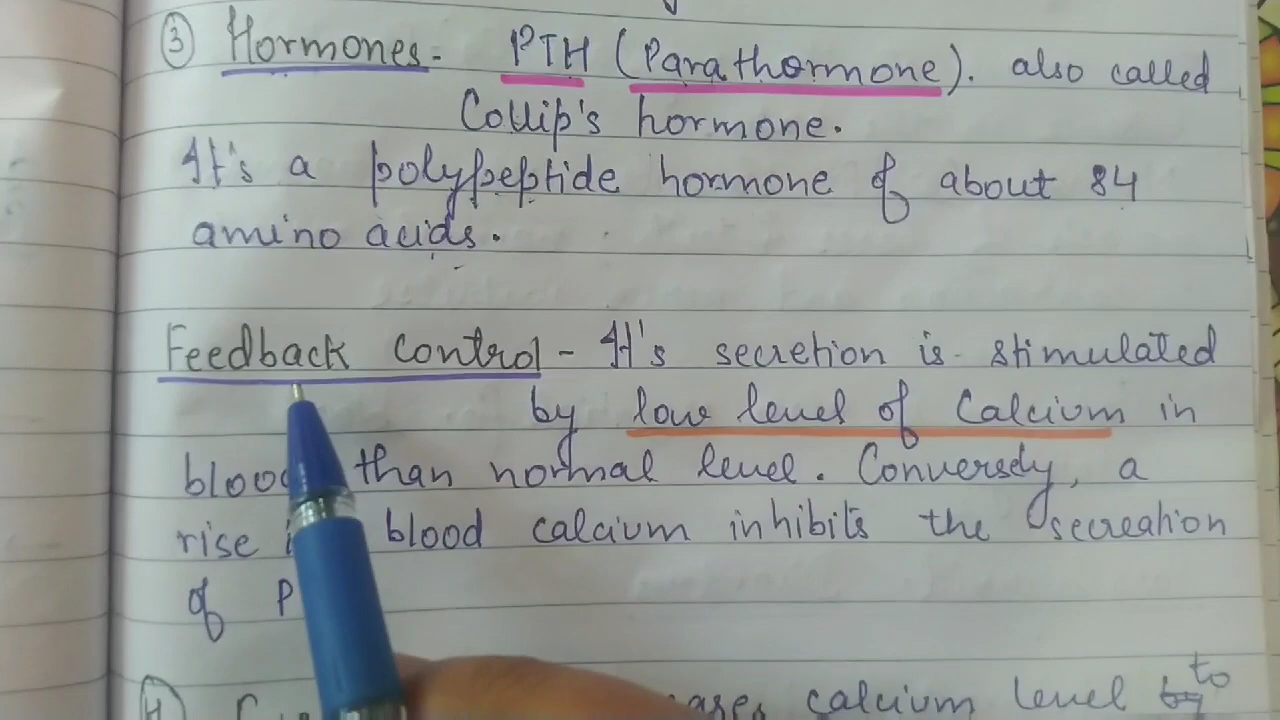 ③ Hormones - PTH (Parathormone). also called
Collip's hormone.
It's a polypeptide hormone of about 84
amino acids.
Feedback control - It's secretion is stimulated
by low level of Calcium in
blood than normal level. Conversely, a
rise blood calcium inhibits the secreation
of P
calcium level to